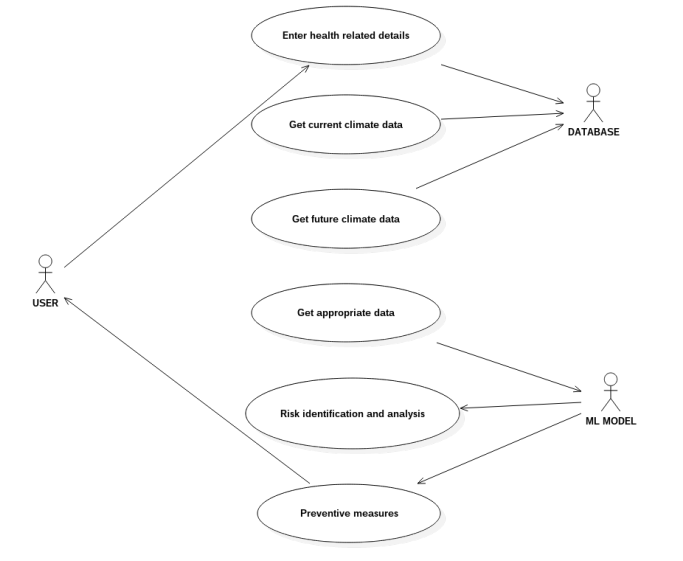 Enter health related details
Get current climate data
DATABASE
Get future climate data
USER
Get appropriate data
Risk identification and analysis
ML MODEL
Preventive measures